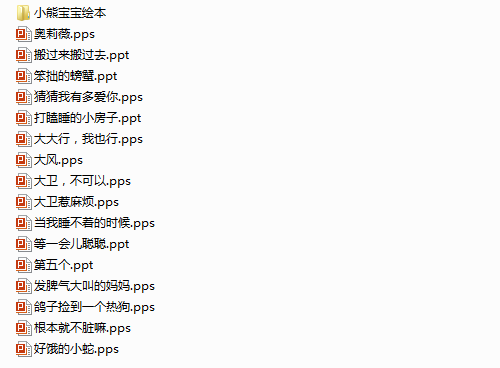 小熊宝宝绘本
奥莉薇.pps
搬过来搬过去.ppt
笨拙的螃蟹.ppt
猜猜我有多爱你.pps
打瞌睡的小房子.ppt
大大行，我也行.pps
大风.pps
大卫，不可以.pps
大卫惹麻烦.pps
当我睡不着的时候.pps
等一会儿聪聪.ppt
第五个.ppt
发脾气大叫的妈妈.pps
鸽子捡到一个热狗.pps
根本就不脏嘛.pps
好饿的小蛇.pps